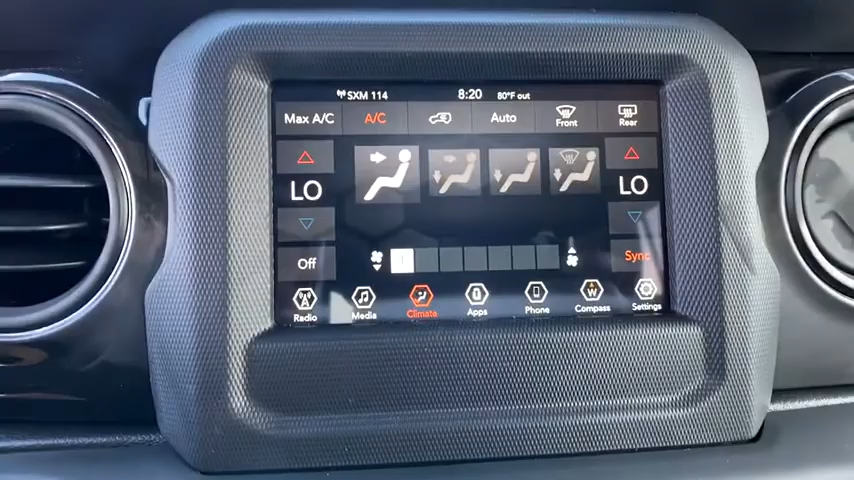 SXM 114 8:20 80°F out
Max A/C A/C Auto Front Rear
LO LO
Off Sync
Radio Media Climate Apps Phone W Compass Settings